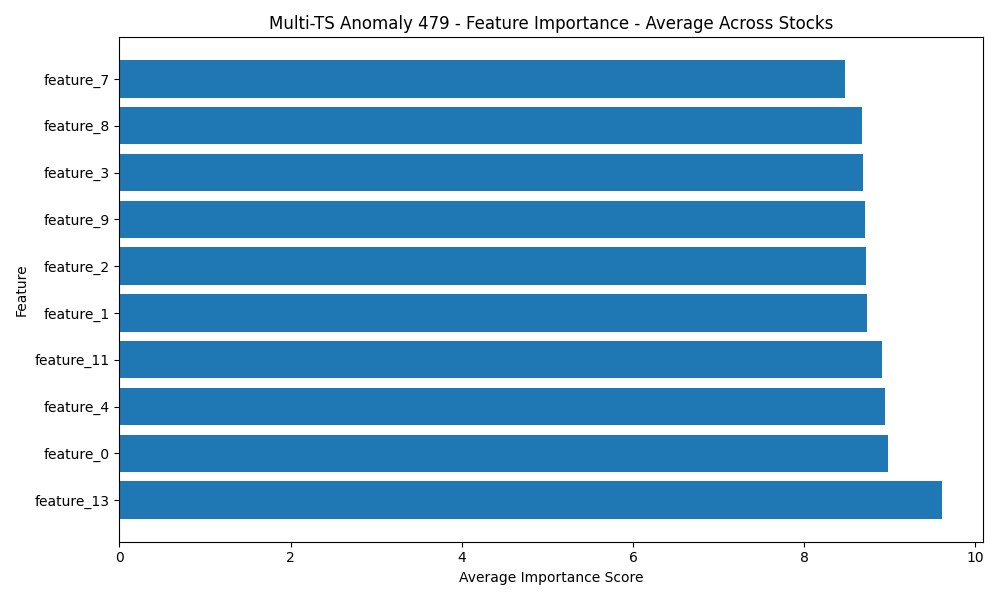 Multi-TS Anomaly 479 - Feature Importance - Average Across Stocks
Feature
feature_7
feature_8
feature_3
feature_9
feature_2
feature_1
feature_11
feature_4
feature_0
feature_13
0 2 4 6 8 10
Average Importance Score